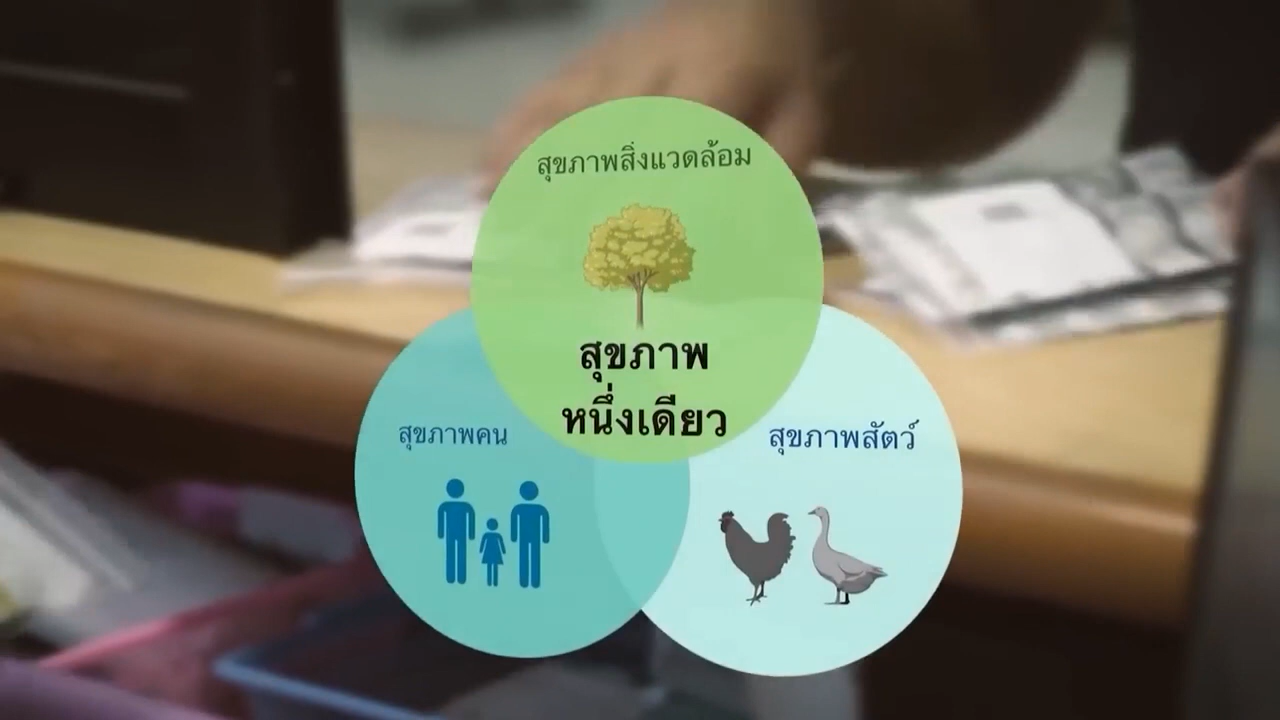 สุขภาพสิ่งแวดล้อม
สุขภาพ
หนึ่งเดียว
สุขภาพคน
สุขภาพสัตว์